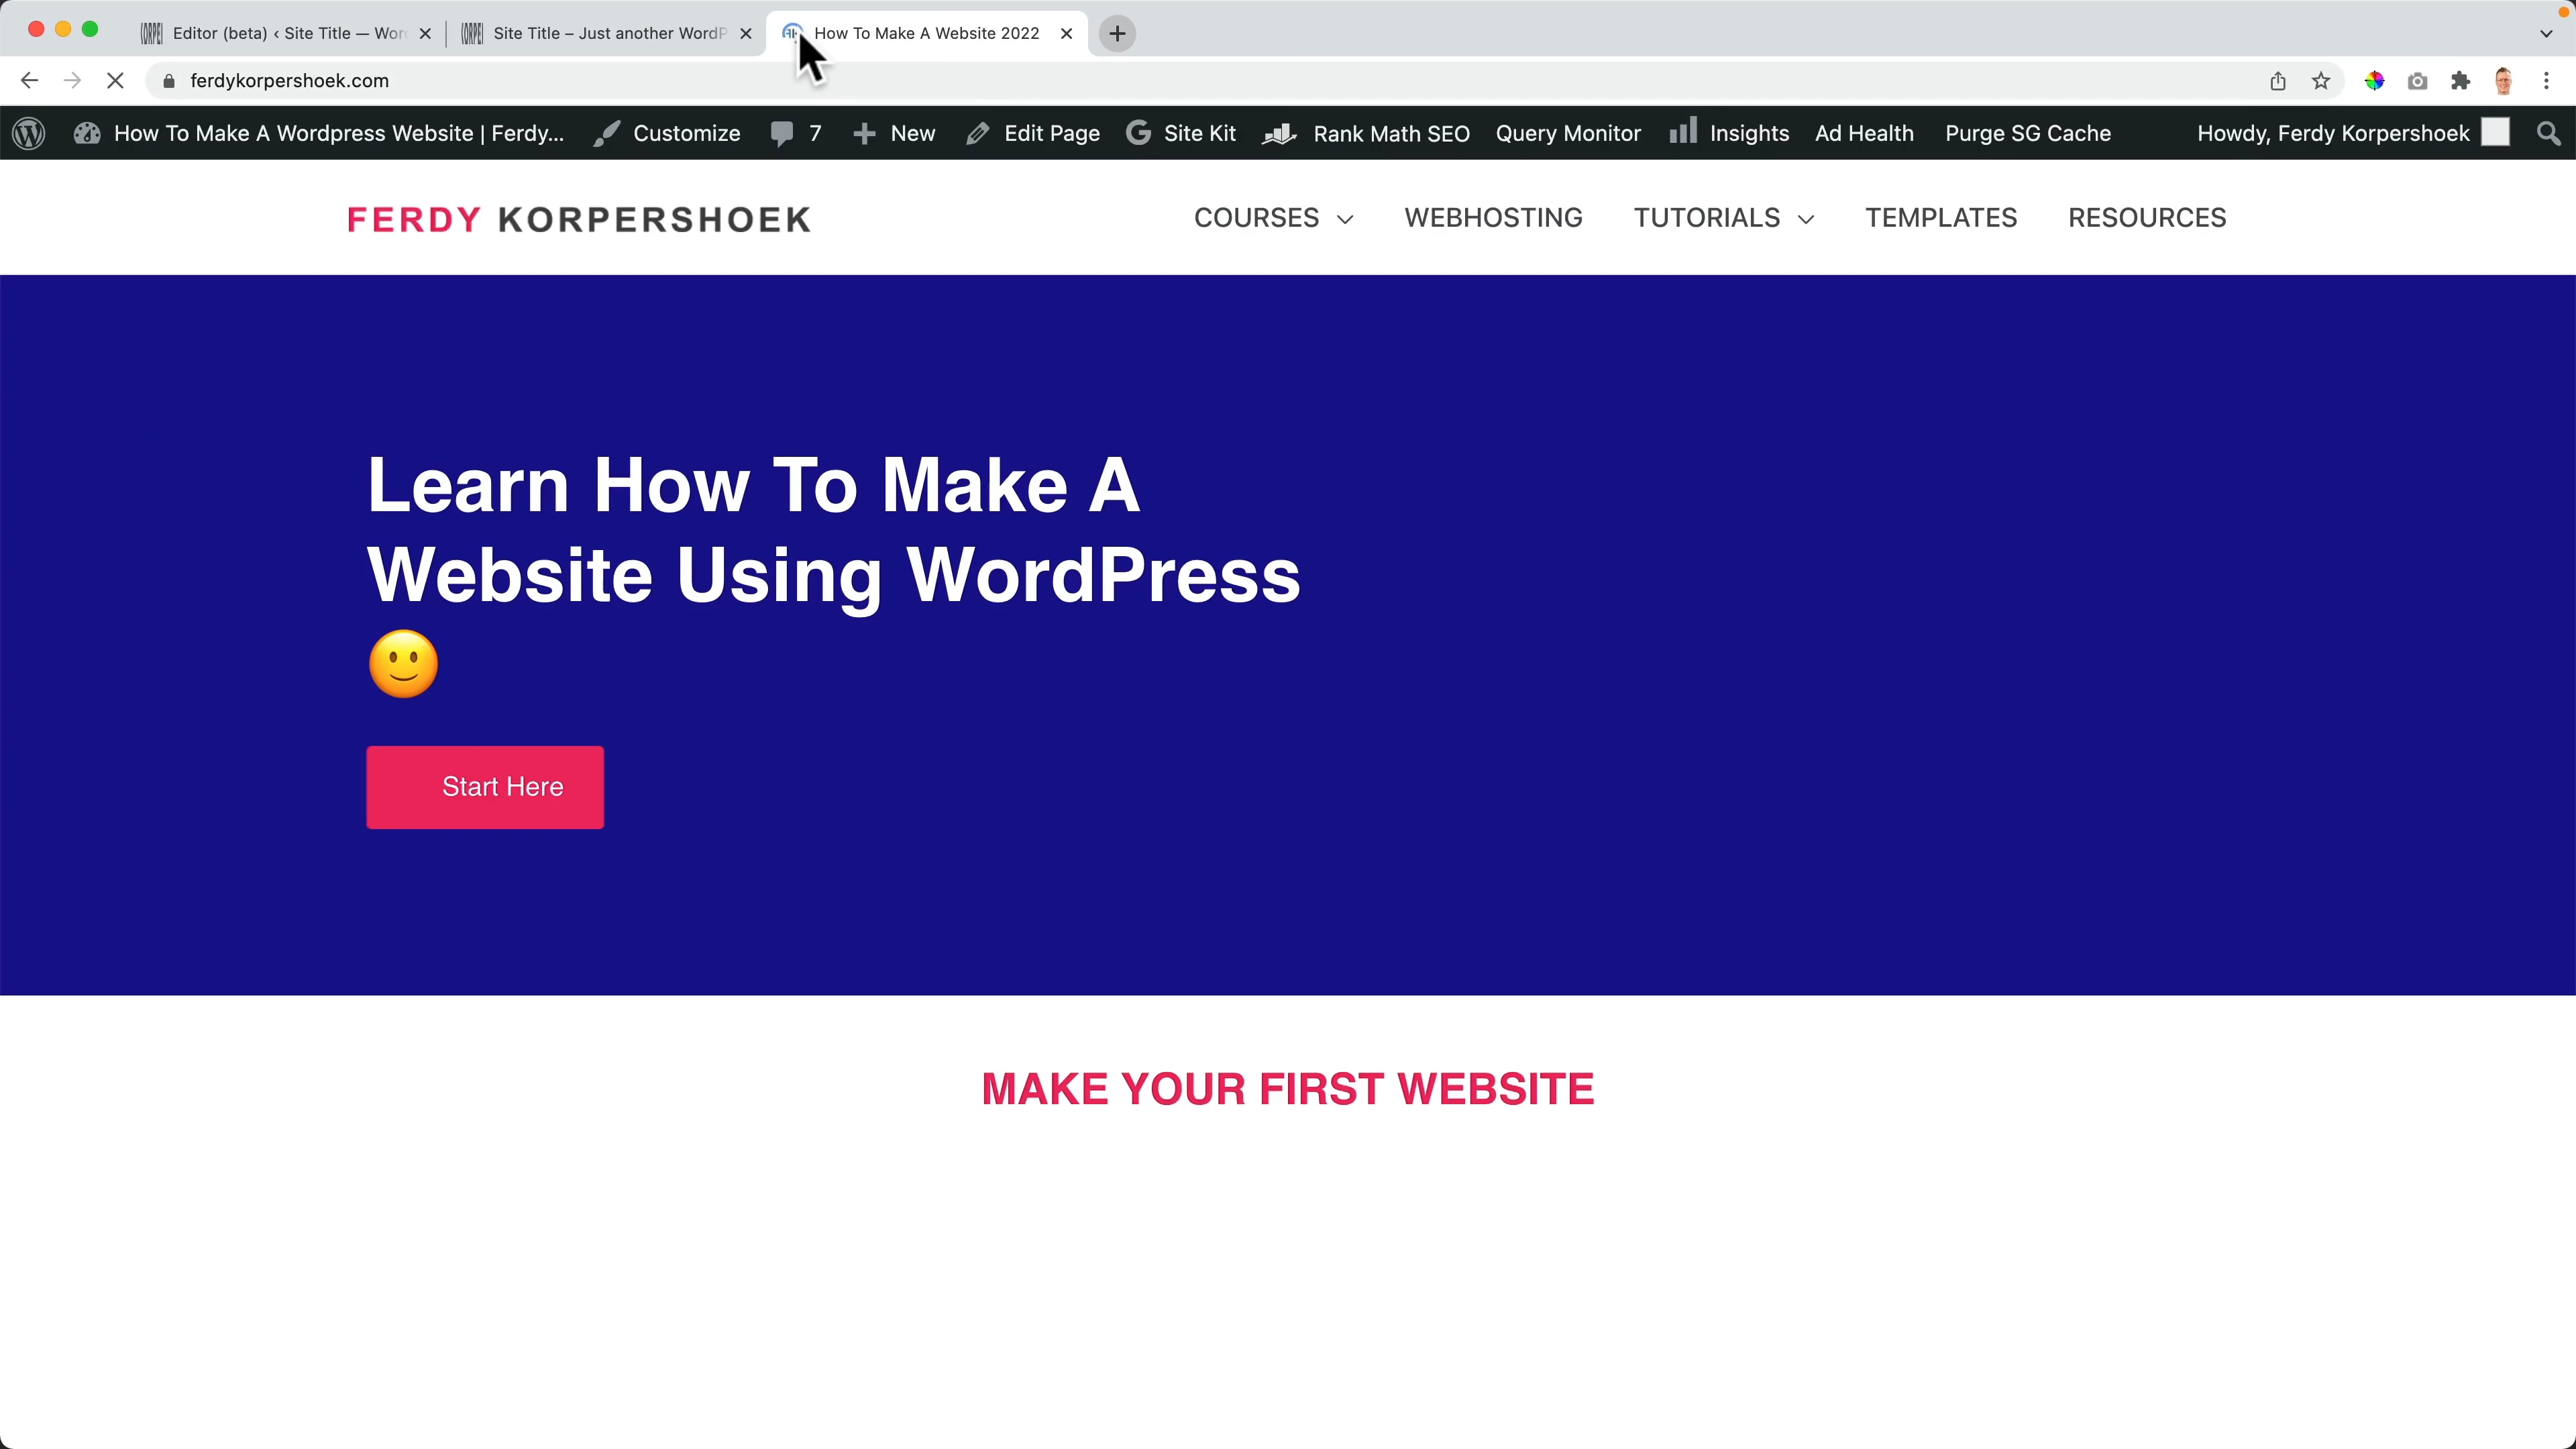 Editor (beta) ‹ Site Title — Wor
Site Title – Just another WordP
How To Make A Website 2022
ferdykorpershoek.com
How To Make A Wordpress Website | Ferdy...
Customize
7
New
Edit Page
Site Kit
Rank Math SEO
Query Monitor
Insights
Ad Health
Purge SG Cache
Howdy, Ferdy Korpershoek
FERDY KORPERSHOEK
COURSES
WEBHOSTING
TUTORIALS
TEMPLATES
RESOURCES
Learn How To Make A
Website Using WordPress
🙂
Start Here
MAKE YOUR FIRST WEBSITE